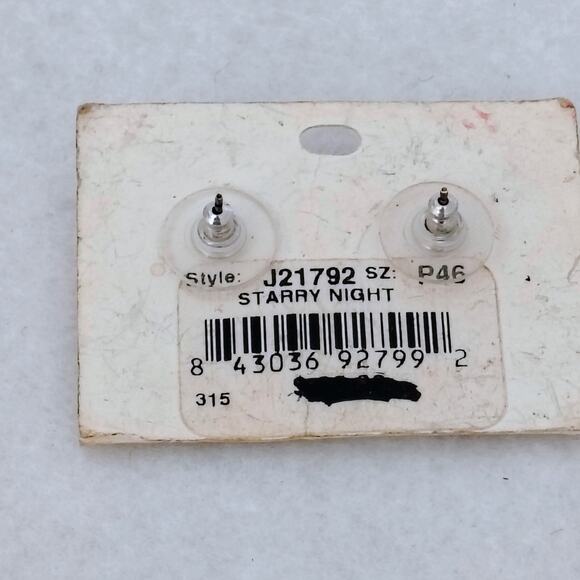 Style: J21792 SZ: P46
STARRY NIGHT
8 43036 92799 2
315